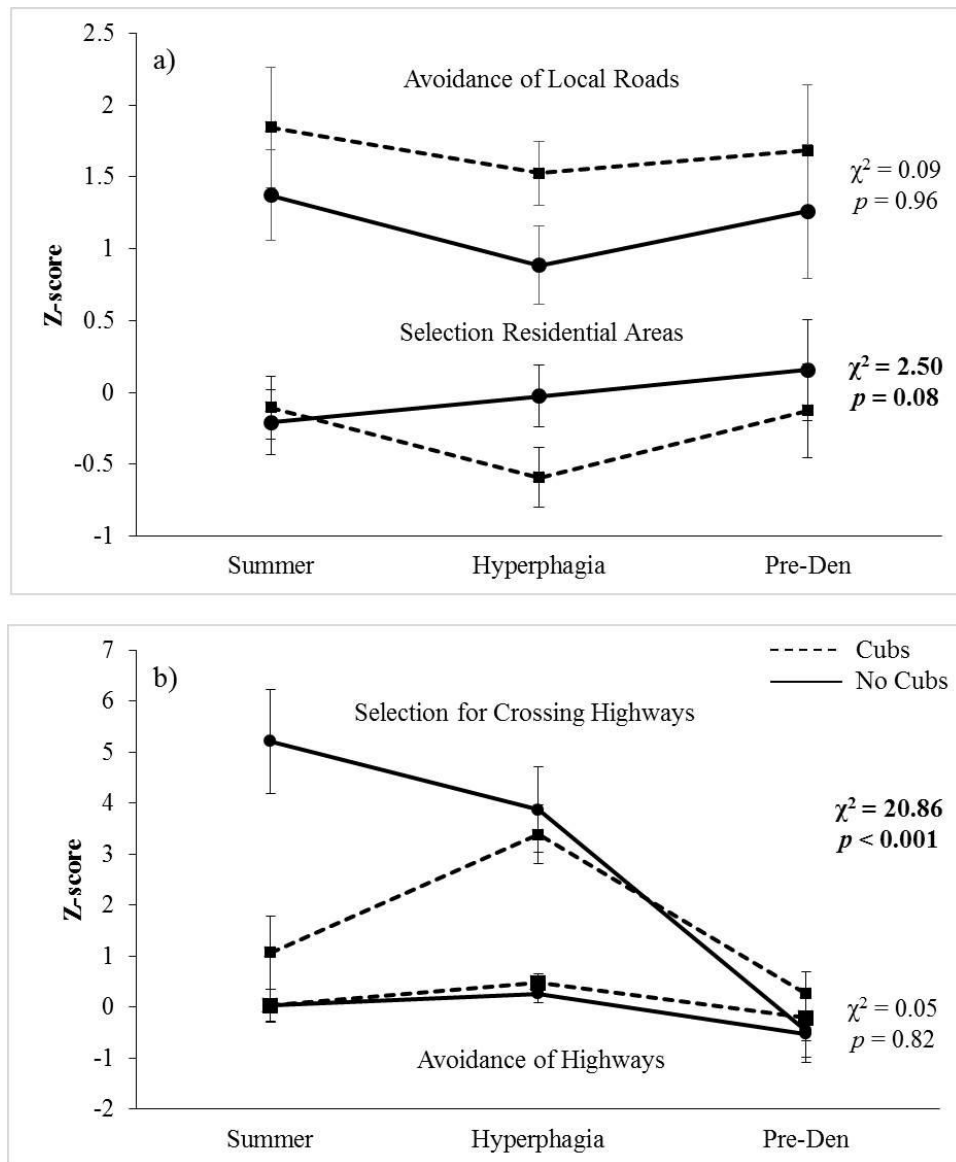 2.5
a)
Avoidance of Local Roads
2
1.5
χ² = 0.09
p = 0.96
1
Z-score
0.5
Selection Residential Areas
χ² = 2.50
p = 0.08
0
-0.5
-1
Summer Hyperphagia Pre-Den
7
b)
Cubs
No Cubs
6
Selection for Crossing Highways
5
4
χ² = 20.86
p < 0.001
3
Z-score
2
1
0
χ² = 0.05
p = 0.82
-1
Avoidance of Highways
-2
Summer Hyperphagia Pre-Den